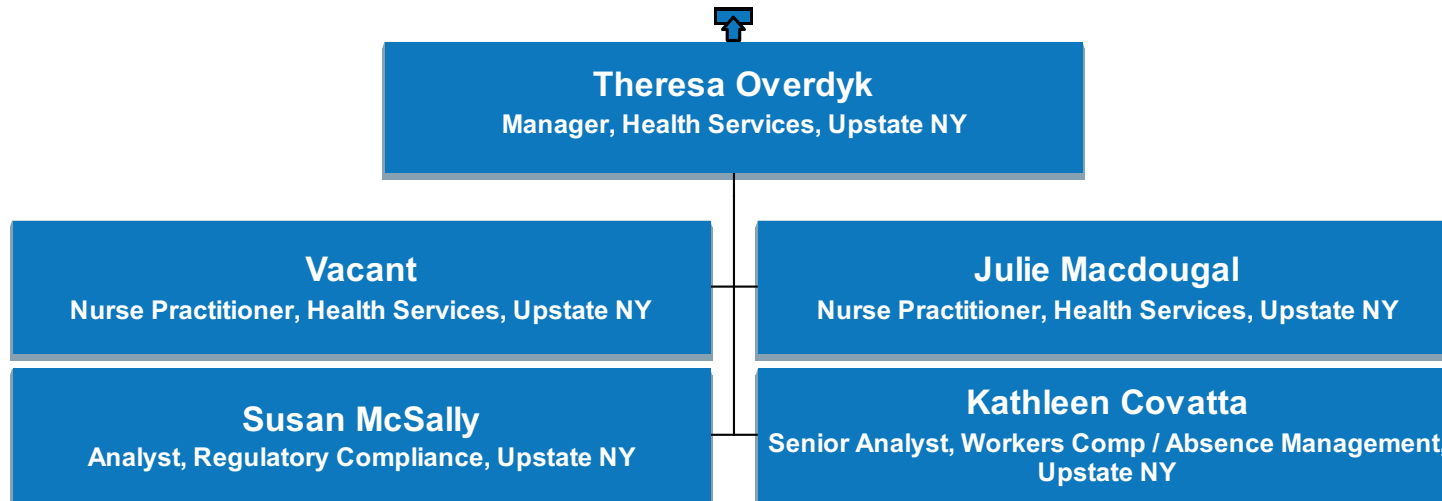 Theresa Overdyk
Manager, Health Services, Upstate NY
Vacant
Nurse Practitioner, Health Services, Upstate NY
Julie Macdougal
Nurse Practitioner, Health Services, Upstate NY
Susan McSally
Analyst, Regulatory Compliance, Upstate NY
Kathleen Covatta
Senior Analyst, Workers Comp / Absence Management,
Upstate NY